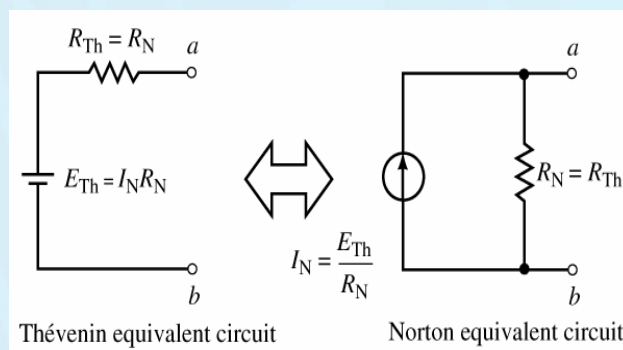 R_Th = R_N
a
E_Th = I_N R_N
b
Thévenin equivalent circuit
I_N = E_Th / R_N
a
R_N = R_Th
b
Norton equivalent circuit